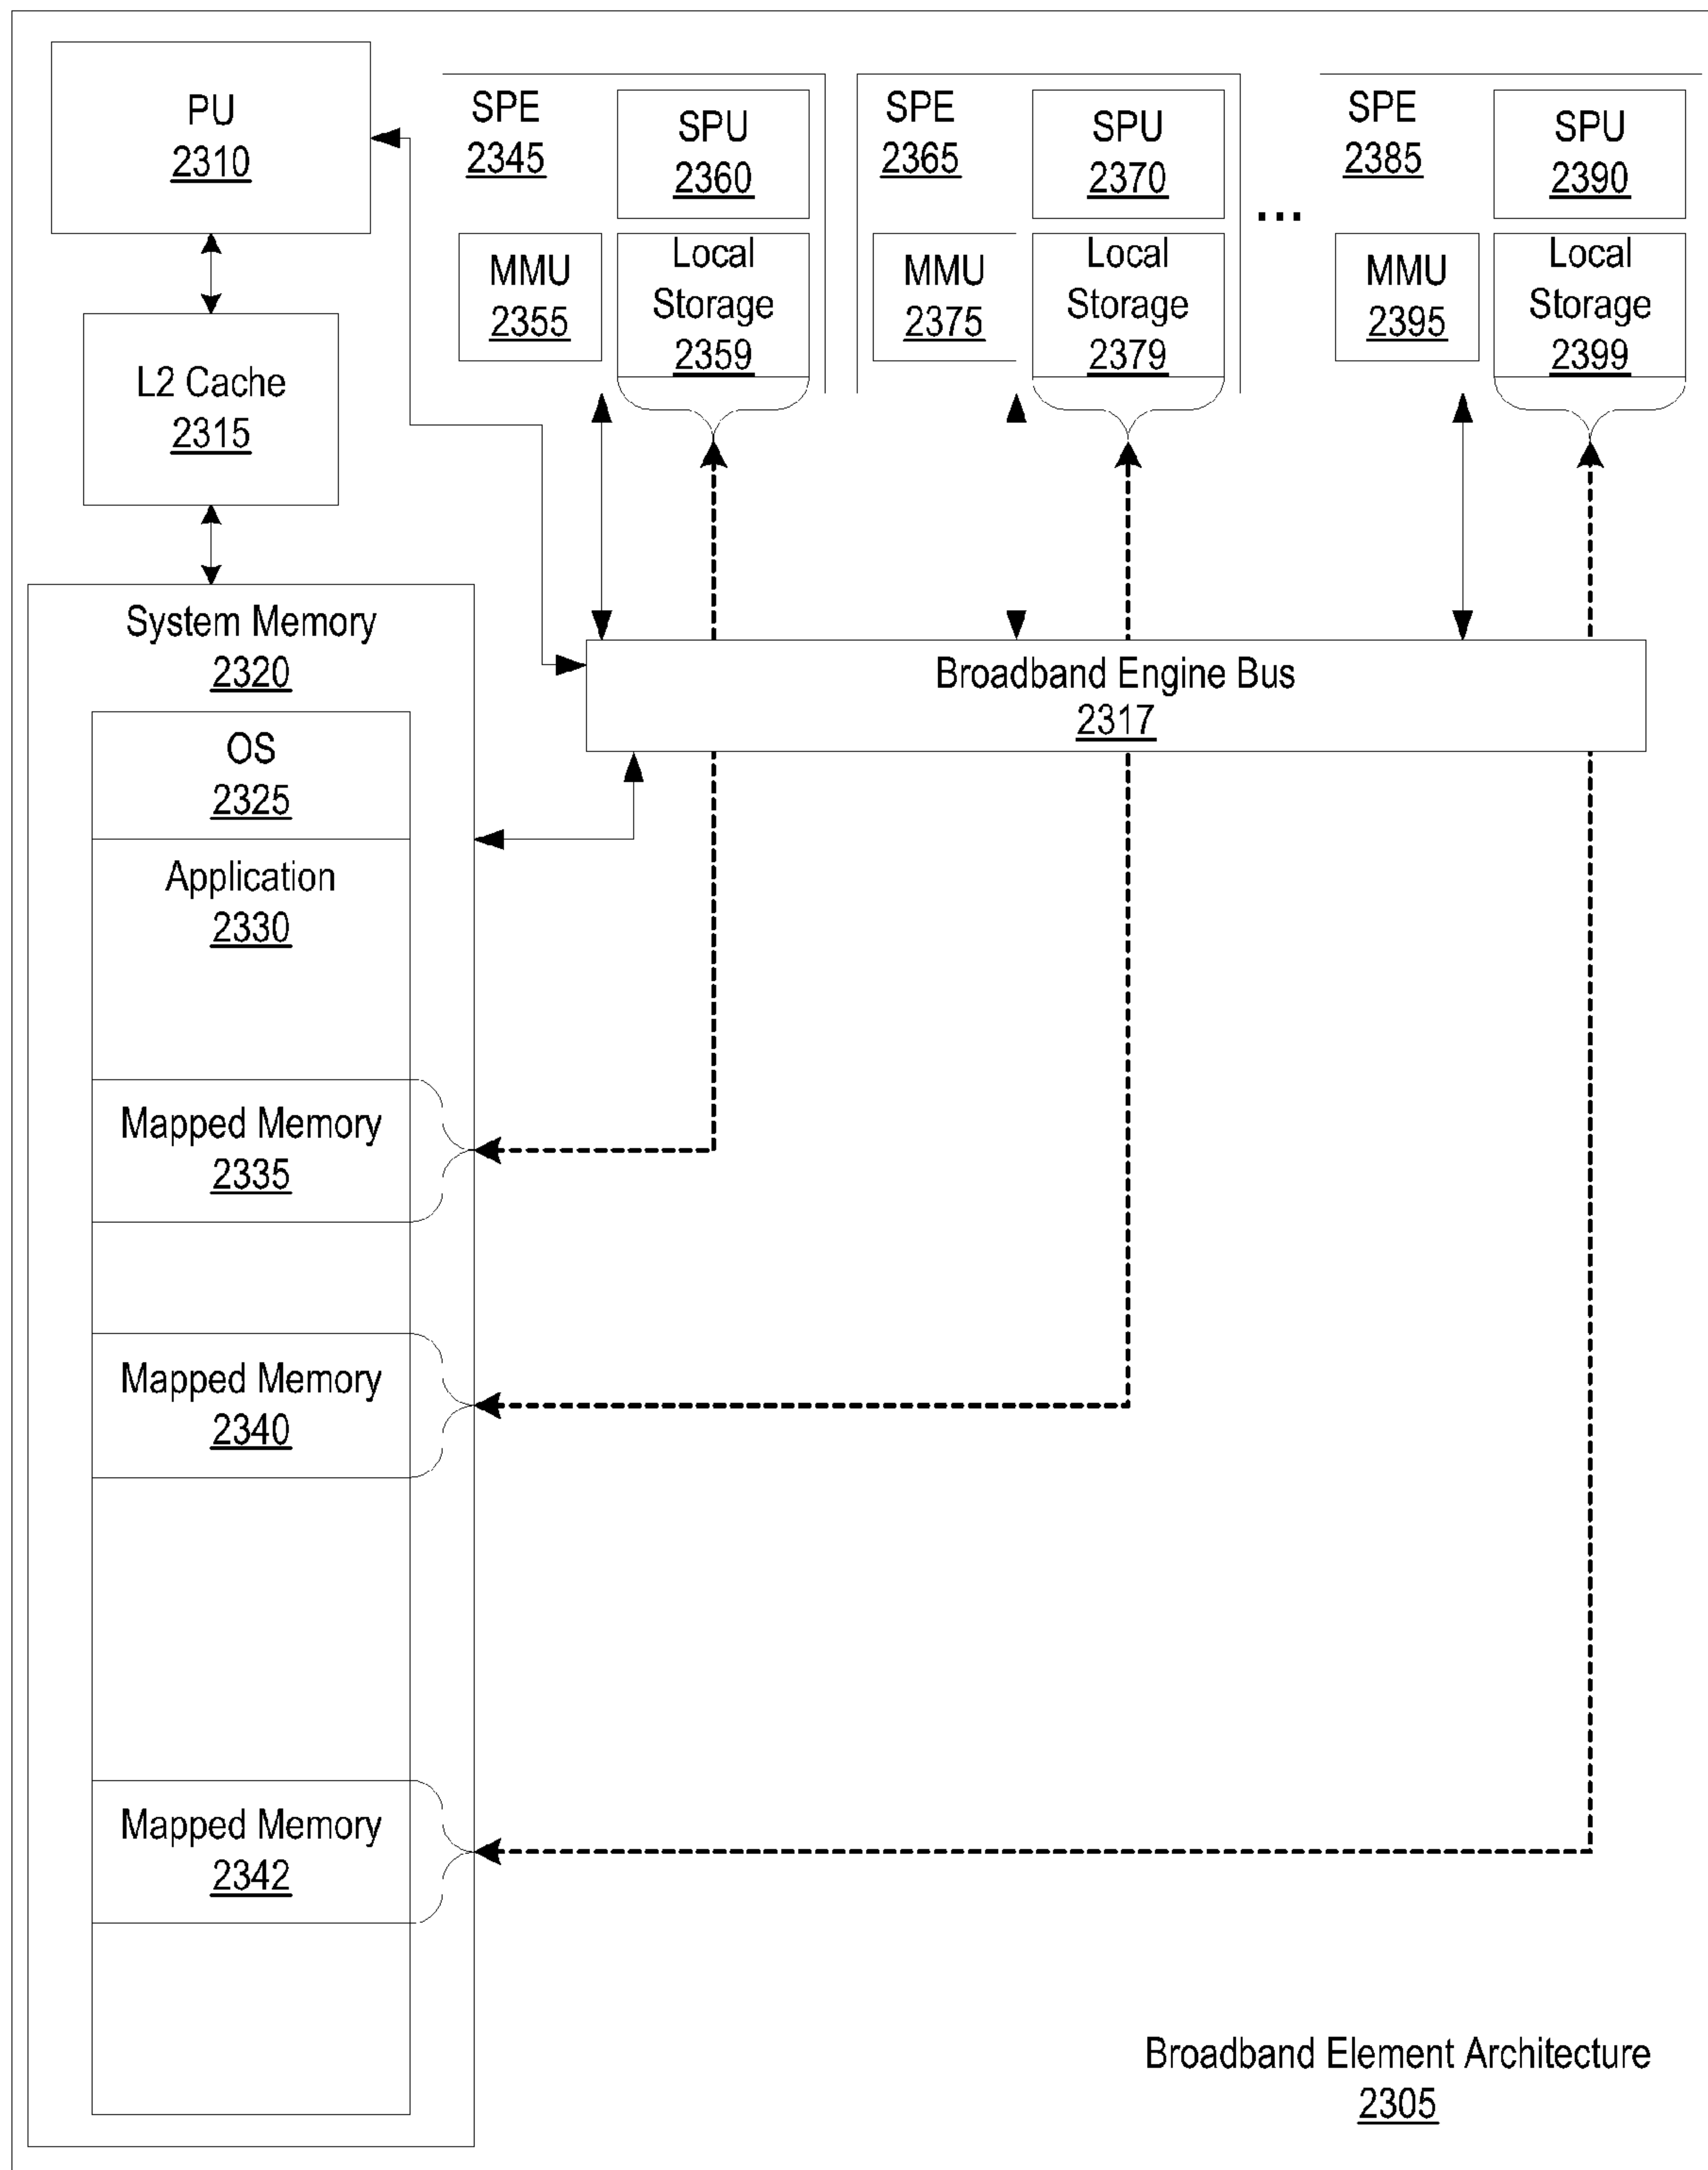 PU
2310
L2 Cache
2315
SPE
2345
SPU
2360
MMU
2355
Local
Storage
2359
SPE
2365
SPU
2370
MMU
2375
Local
Storage
2379
...
SPE
2385
SPU
2390
MMU
2395
Local
Storage
2399
Broadband Engine Bus
2317
System Memory
2320
OS
2325
Application
2330
Mapped Memory
2335
Mapped Memory
2340
Mapped Memory
2342
Broadband Element Architecture
2305